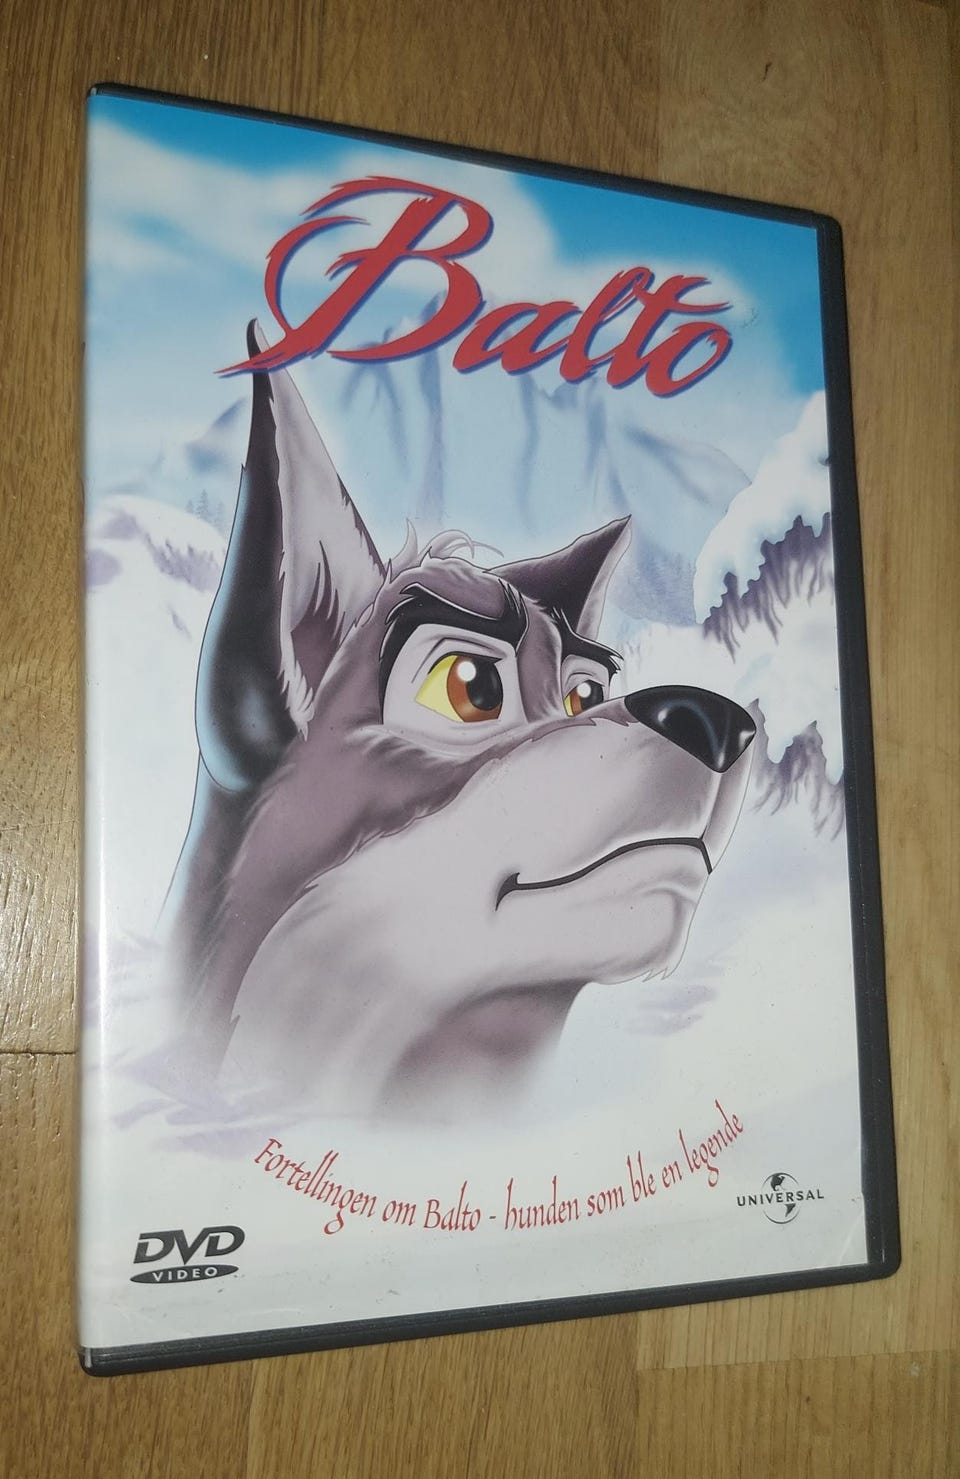 Balto
Fortellingen om Balto - hunden som ble en legende
UNIVERSAL
DVD
VIDEO